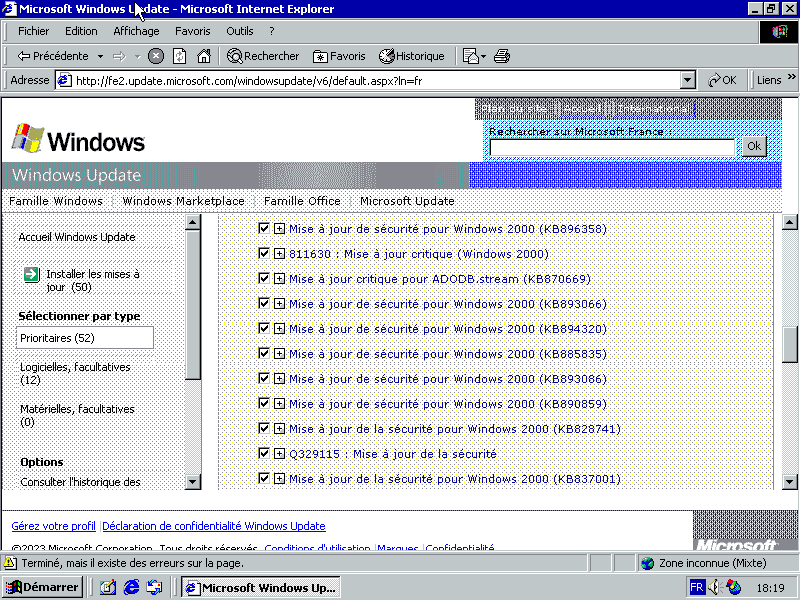 Microsoft Windows Update - Microsoft Internet Explorer
Fichier Edition Affichage Favoris Outils ?
Précédente Rechercher Favoris Historique
Adresse http://fe2.update.microsoft.com/windowsupdate/v6/default.aspx?ln=fr OK Liens »
Plan du site | Accueil | International
Rechercher sur Microsoft France :
Ok
Windows
Windows Update
Famille Windows | Windows Marketplace | Famille Office | Microsoft Update
Accueil Windows Update
Installer les mises à
jour (50)
Sélectionner par type
Prioritaires (52)
Logicielles, facultatives
(12)
Matérielles, facultatives
(0)
Options
Consulter l'historique des
Mise à jour de sécurité pour Windows 2000 (KB896358)
811630 : Mise à jour critique (Windows 2000)
Mise à jour critique pour ADODB.stream (KB870669)
Mise à jour de sécurité pour Windows 2000 (KB893066)
Mise à jour de sécurité pour Windows 2000 (KB894320)
Mise à jour de sécurité pour Windows 2000 (KB885835)
Mise à jour de sécurité pour Windows 2000 (KB893086)
Mise à jour de sécurité pour Windows 2000 (KB890859)
Mise à jour de la sécurité pour Windows 2000 (KB828741)
Q329115 : Mise à jour de la sécurité
Mise à jour de la sécurité pour Windows 2000 (KB837001)
Gérez votre profil |Déclaration de confidentialité Windows Update
©2023 Microsoft Corporation. Tous droits réservés. Conditions d'utilisation |Marques |Confidentialité
Microsoft
Terminé, mais il existe des erreurs sur la page. Zone inconnue (Mixte)
Démarrer Microsoft Windows Up... FR 18:19